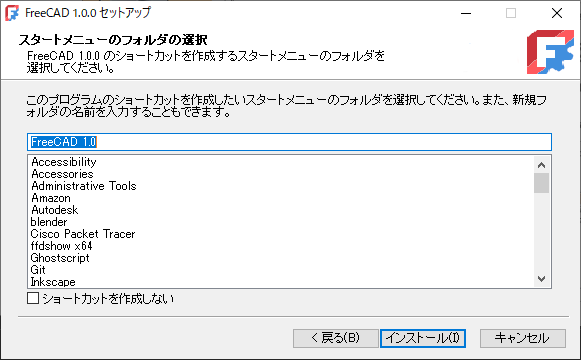 FreeCAD 1.0.0 セットアップ
スタートメニューのフォルダの選択
FreeCAD 1.0.0 のショートカットを作成するスタートメニューのフォルダを
選択してください。
このプログラムのショートカットを作成したいスタートメニューのフォルダを選択してください。また、新規フ
ォルダの名前を入力することもできます。
FreeCAD 1.0
Accessibility
Accessories
Administrative Tools
Amazon
Autodesk
blender
Cisco Packet Tracer
ffdshow x64
Ghostscript
Git
Inkscape
ショートカットを作成しない
< 戻る(B)
インストール(I)
キャンセル